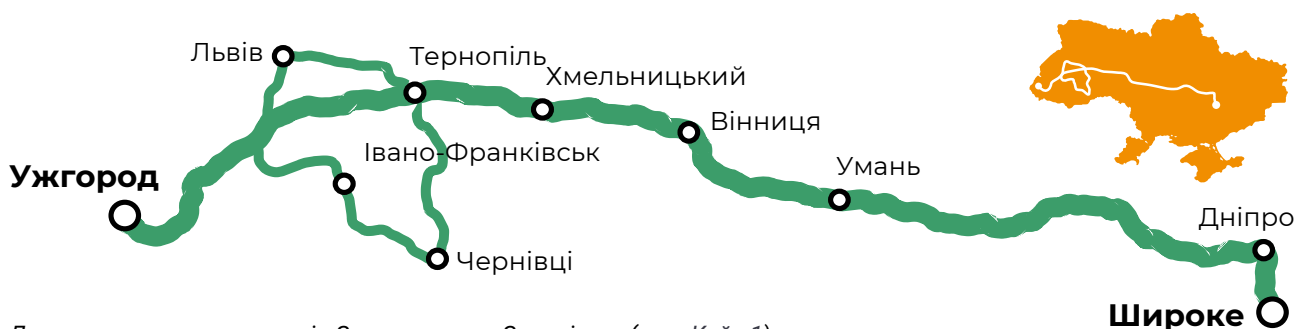 Львів
Тернопіль
Хмельницький
Вінниця
Івано-Франківськ
Ужгород
Умань
Дніпро
Чернівці
Широке